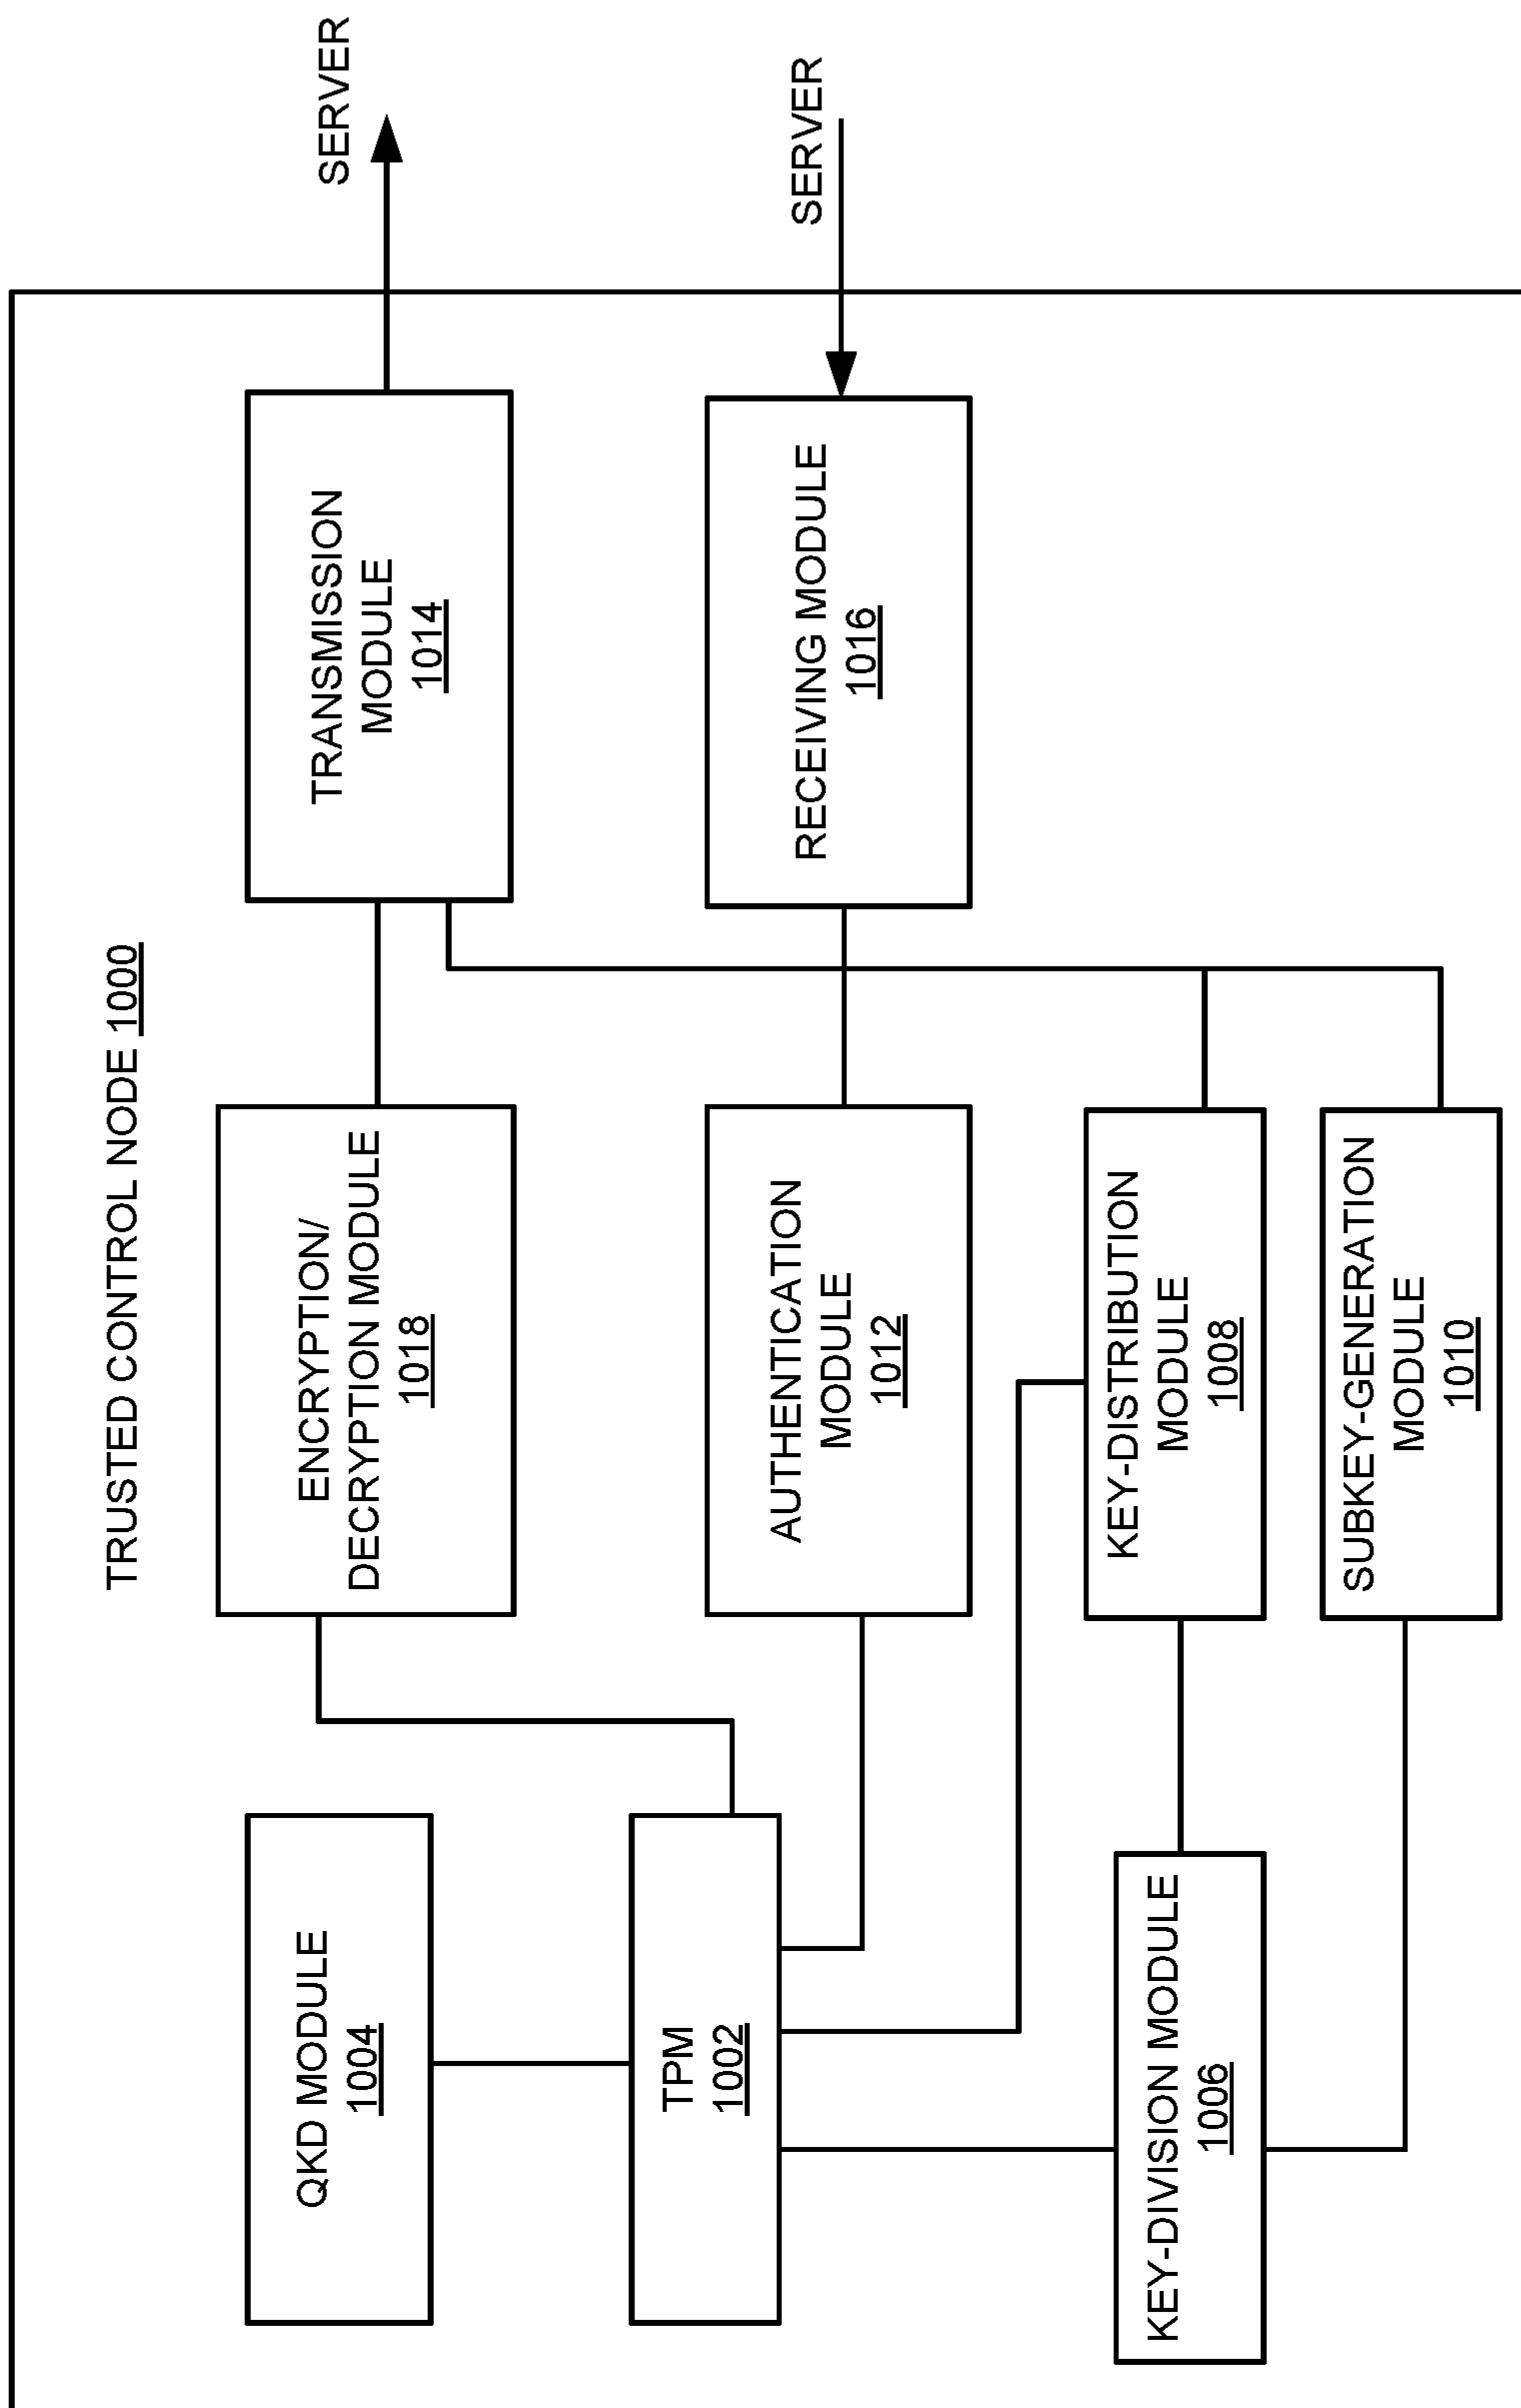 TRUSTED CONTROL NODE 1000
QKD MODULE
1004
ENCRYPTION/
DECRYPTION MODULE
1018
TRANSMISSION
MODULE
1014
SERVER
TPM
1002
AUTHENTICATION
MODULE
1012
RECEIVING MODULE
1016
SERVER
KEY-DIVISION MODULE
1006
KEY-DISTRIBUTION
MODULE
1008
SUBKEY-GENERATION
MODULE
1010